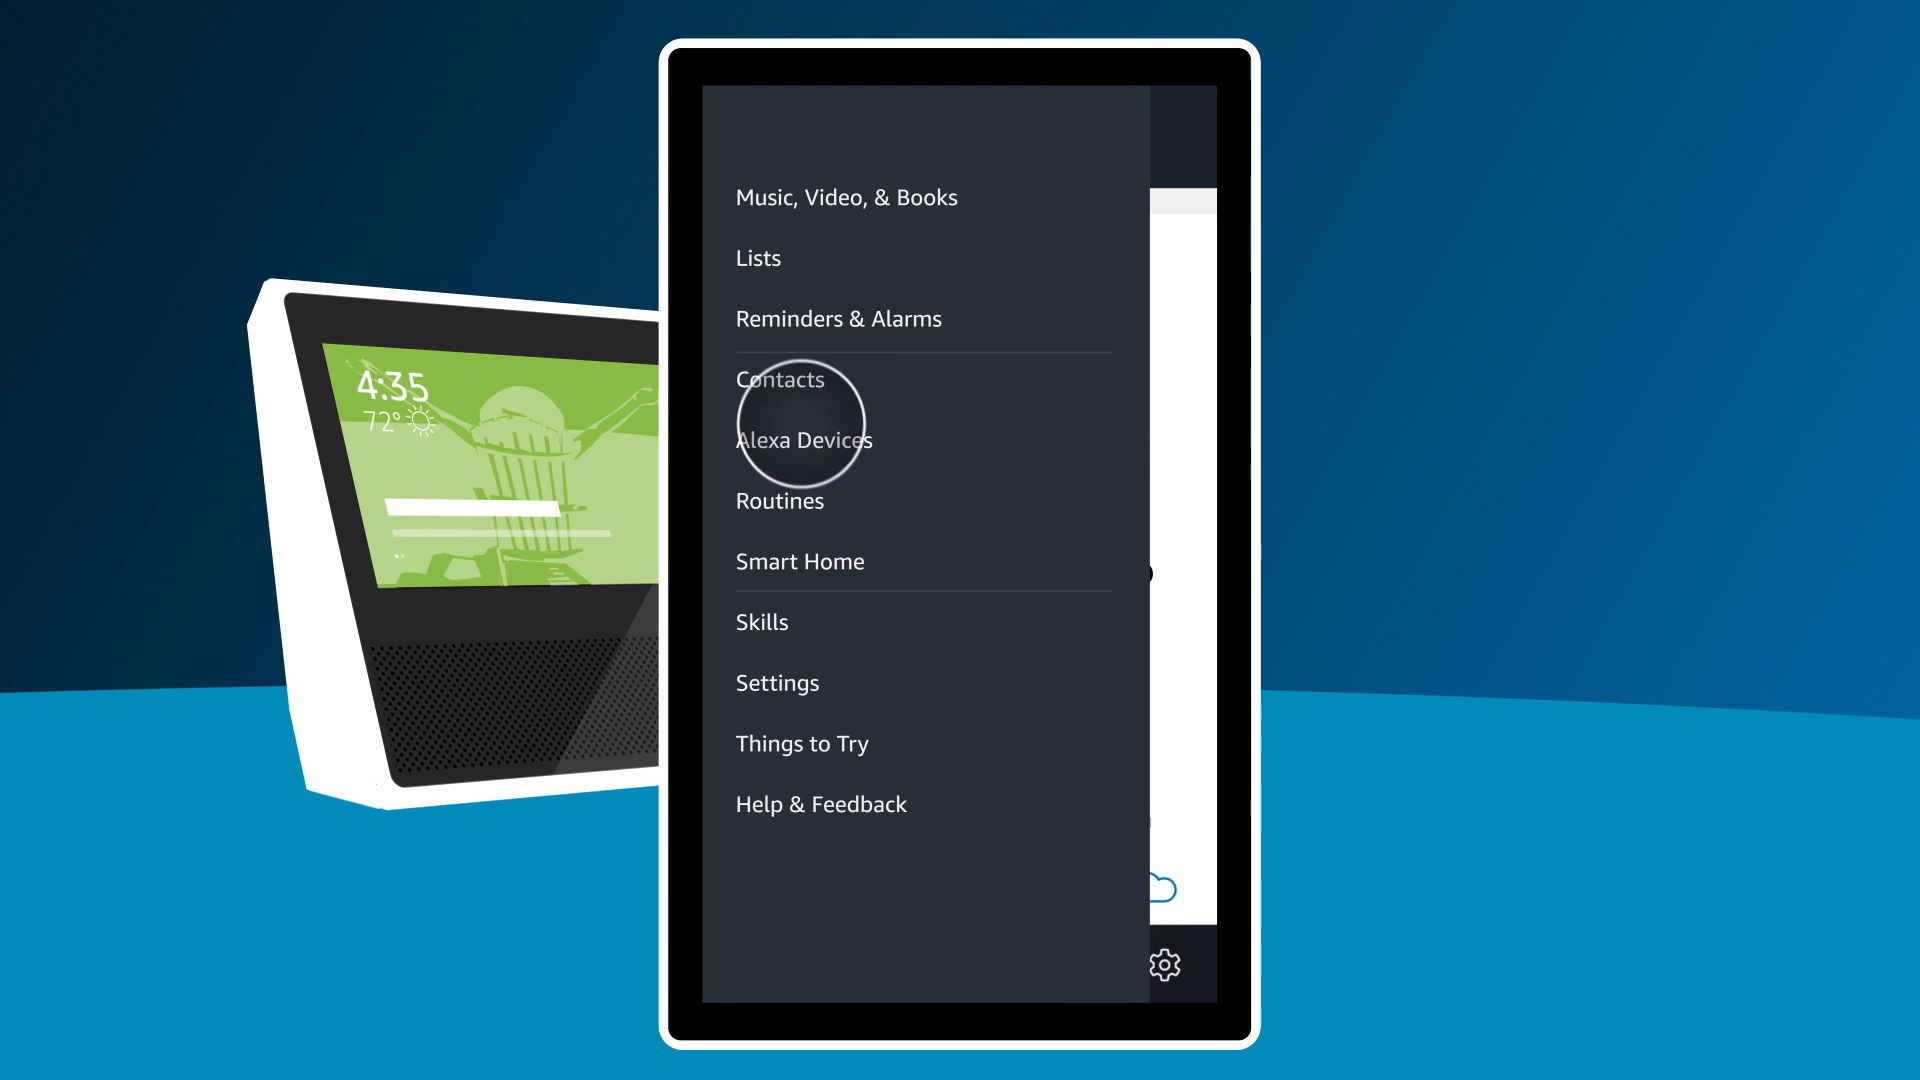 4:35
72°
Music, Video, & Books
Lists
Reminders & Alarms
Contacts
Alexa Devices
Routines
Smart Home
Skills
Settings
Things to Try
Help & Feedback